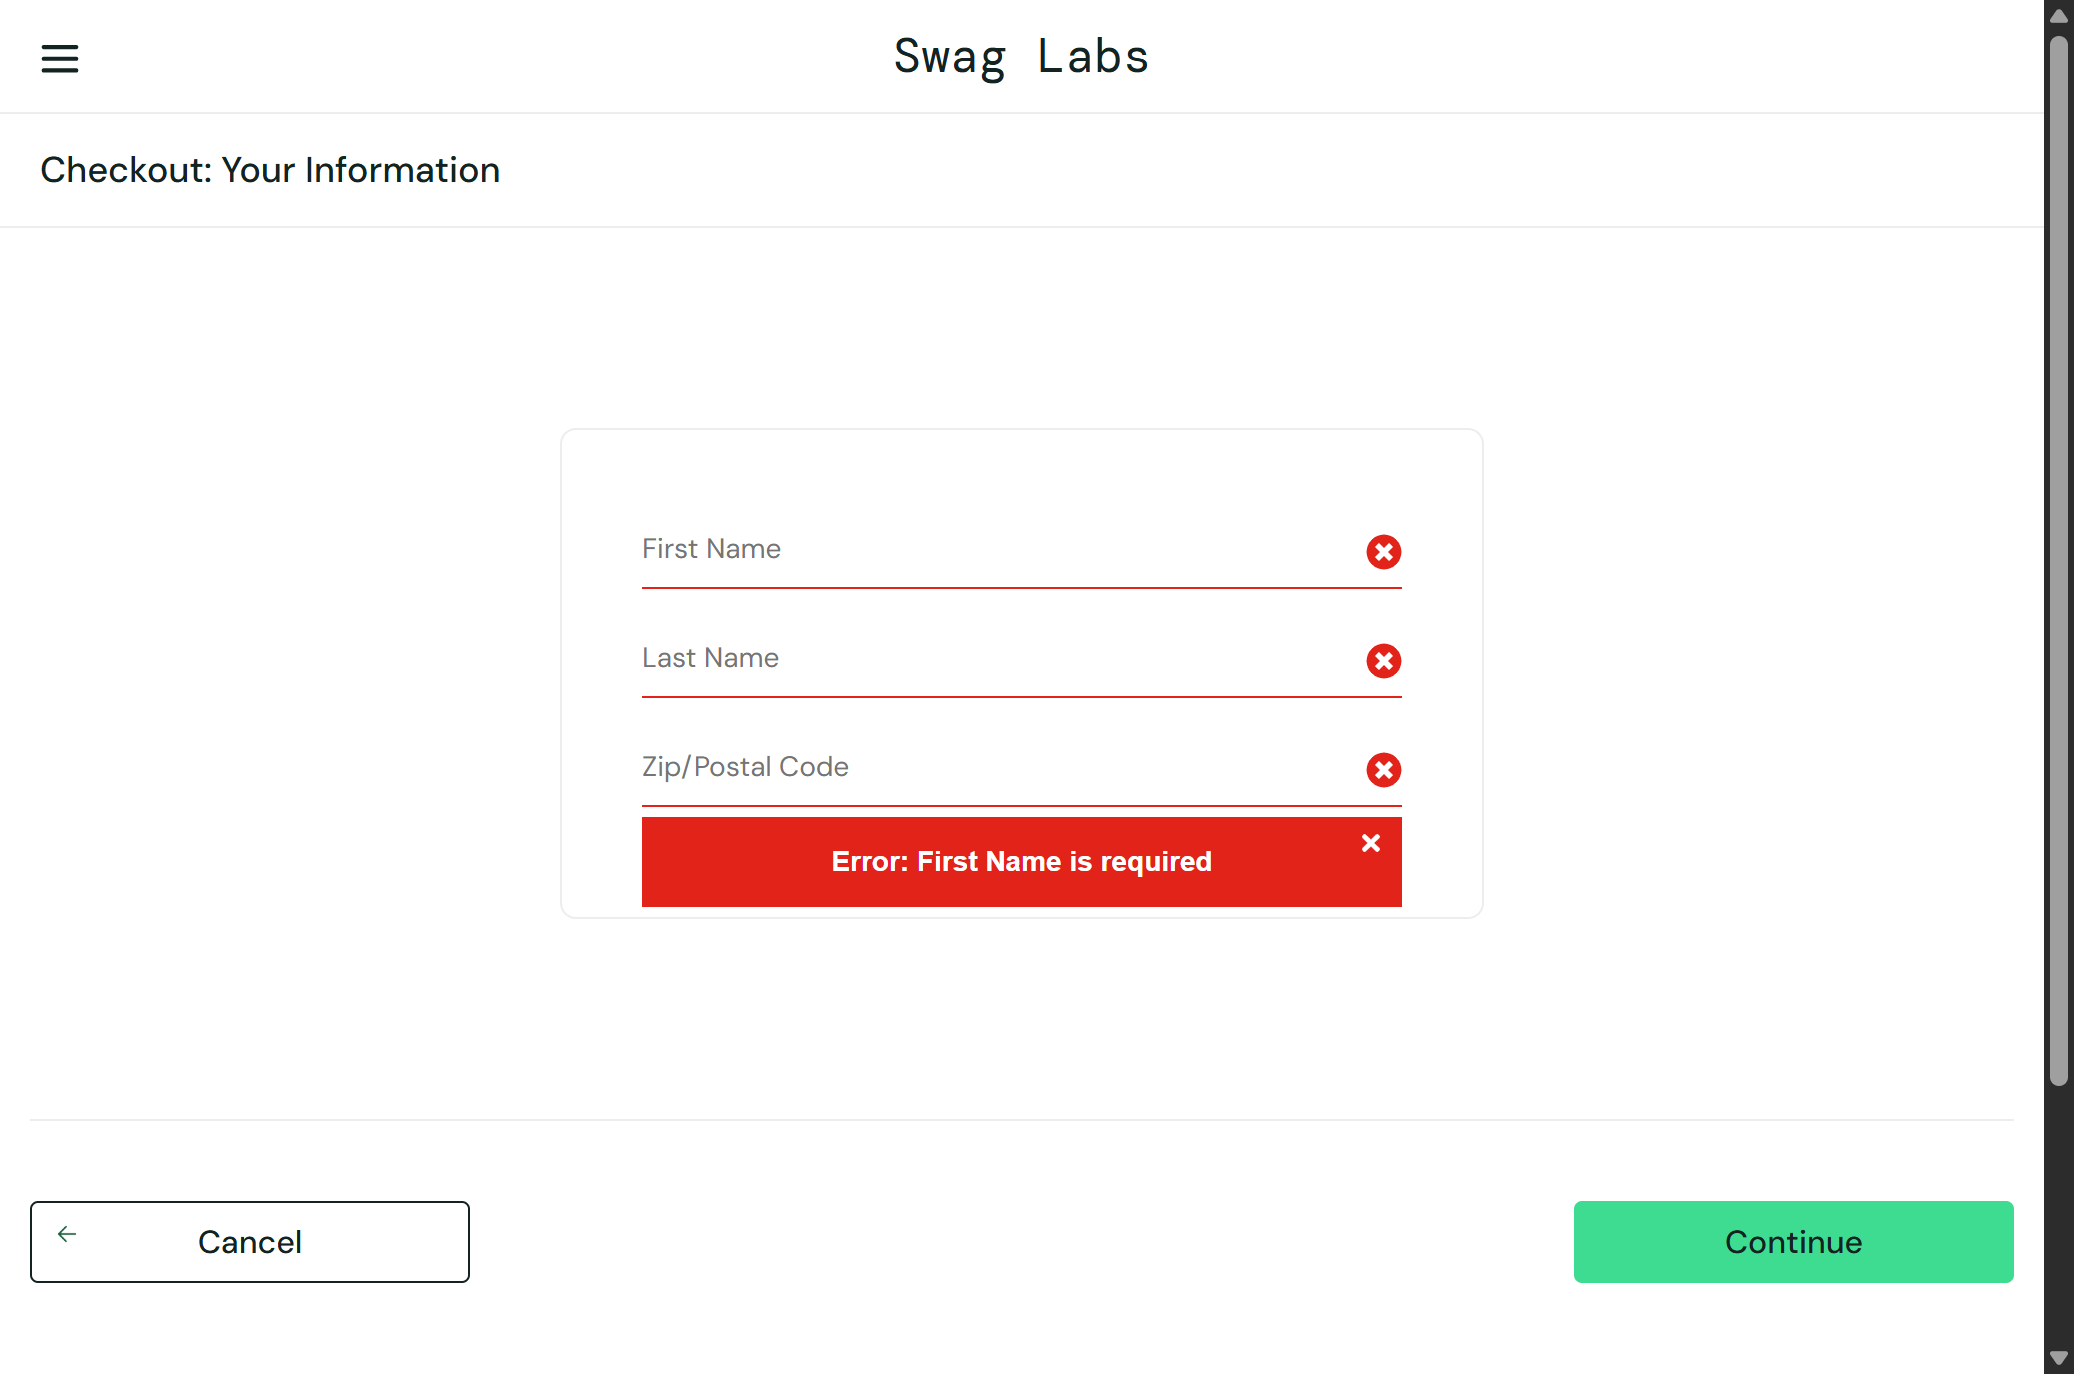 Swag Labs
Checkout: Your Information
First Name
Last Name
Zip/Postal Code
Error: First Name is required
Cancel
Continue